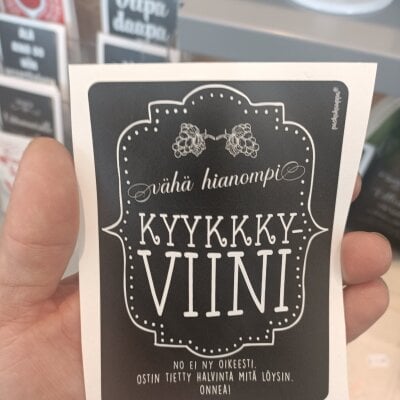 vähä hianompi
KYYKKKY-
VIINI
NO EI NY OIKEESTI.
OSTIN TIETTY HALVINTA MITÄ LÖYSIN.
ONNEA!